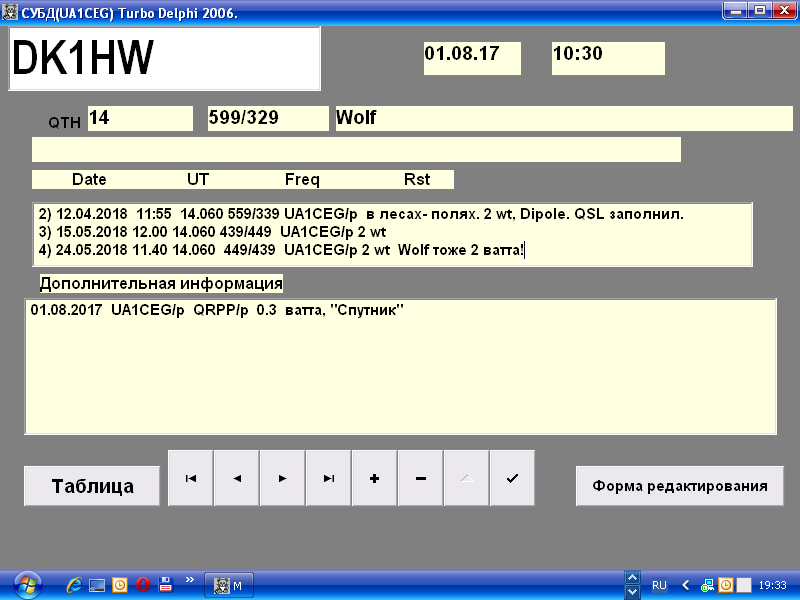 СУБД(UA1CEG) Turbo Delphi 2006.
DK1HW
01.08.17
10:30
QTH
14
599/329
Wolf
Date UT Freq Rst
2) 12.04.2018 11:55 14.060 559/339 UA1CEG/p в лесах- полях. 2 wt, Dipole. QSL заполнил.
3) 15.05.2018 12.00 14.060 439/449 UA1CEG/p 2 wt
4) 24.05.2018 11.40 14.060 449/439 UA1CEG/p 2 wt Wolf тоже 2 ватта!
Дополнительная информация
01.08.2017 UA1CEG/p QRPP/p 0.3 ватта, "Спутник"
Таблица
Форма редактирования
M
RU
19:33